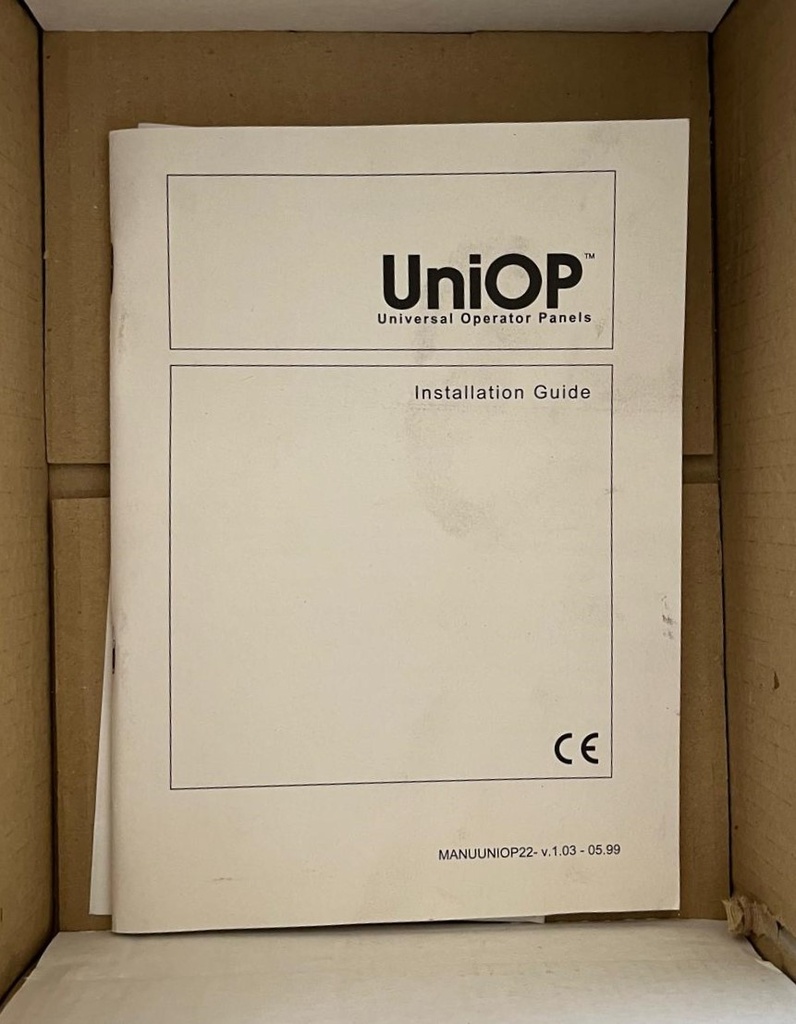 UniOP™
Universal Operator Panels
Installation Guide
CE
MANUUNIOP22- v.1.03 - 05.99